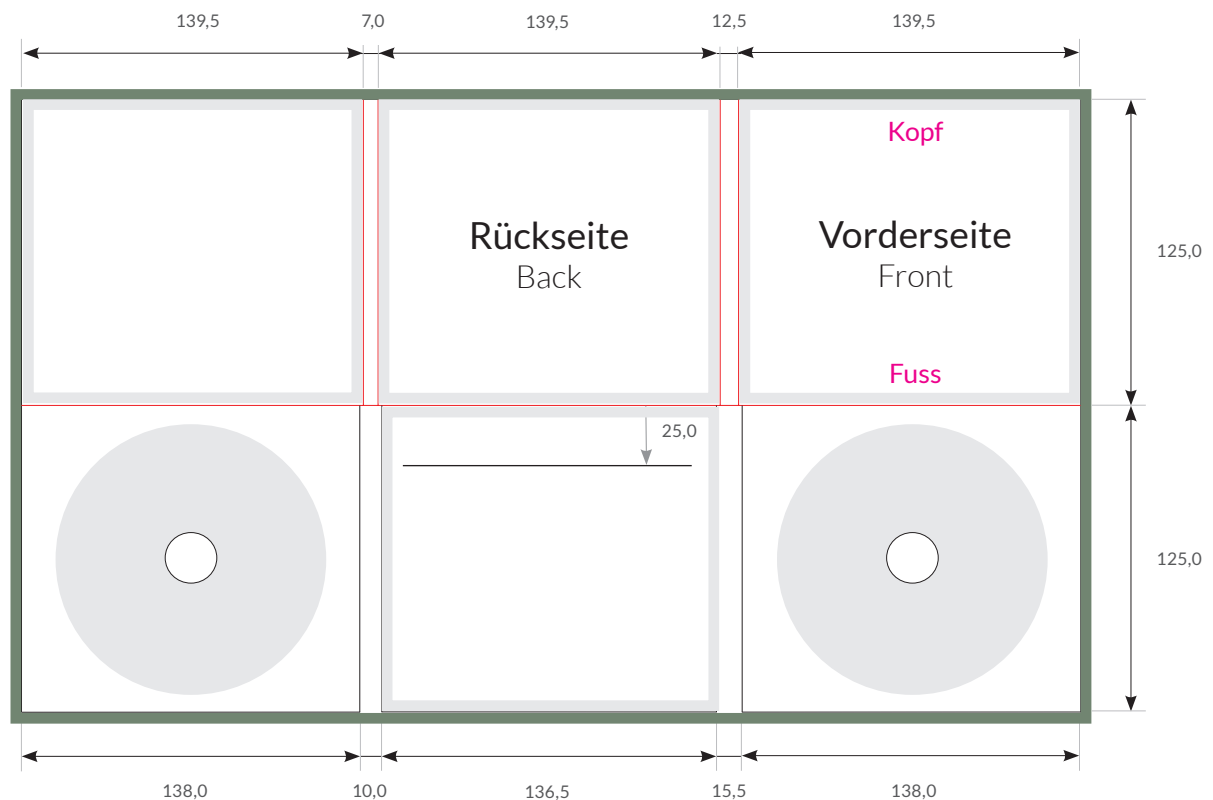 139,5
7,0
139,5
12,5
139,5
Kopf
Rückseite
Back
Vorderseite
Front
125,0
Fuss
25,0
125,0
138,0
10,0
136,5
15,5
138,0